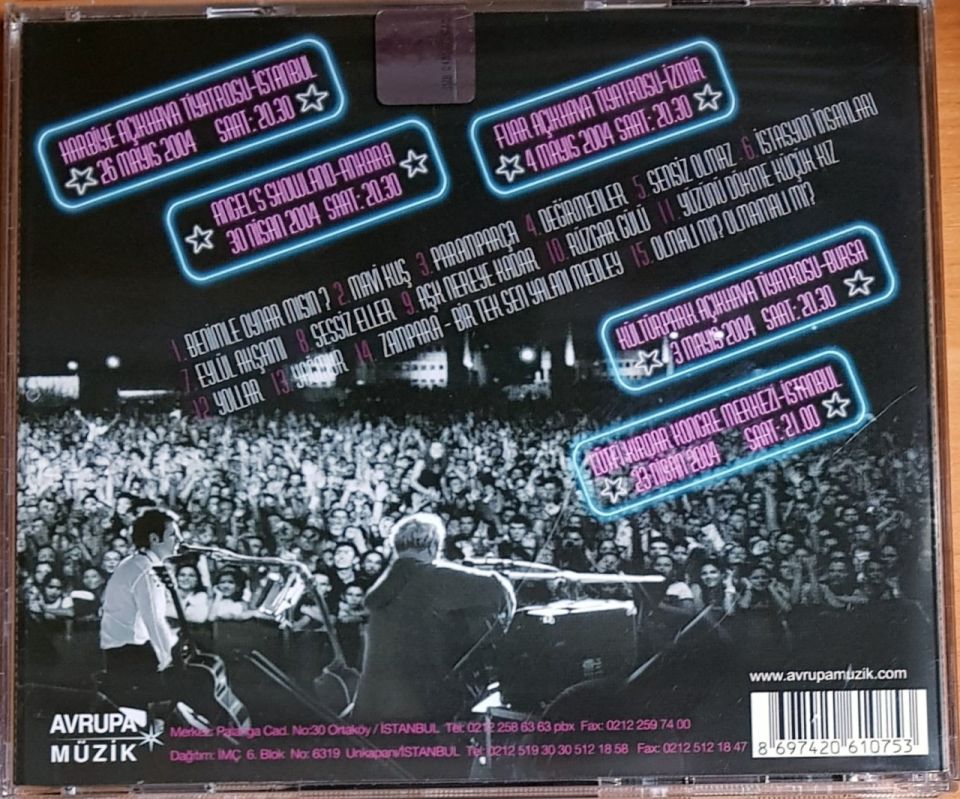 HARBİYE AÇIKHAVA TİYATROSU-İSTANBUL
26 MAYIS 2004 SAAT: 20.30
FUAR AÇIKHAVA TİYATROSU-İZMİR
4 MAYIS 2004 SAAT: 20.30
ANGEL'S SHOWLAND-ANKARA
30 NİSAN 2004 SAAT: 20.30
1. BENİMLE OYNAR MISIN? 2. MAVİ KUŞ 3. PARAMPARÇA 4. DEĞİRMENLER 5. SENSİZ OLMAZ 6. İSTASYON İNSANLARI
7. EYLÜL AKŞAMI 8. SESSİZ ELLER 9. AŞK NEREYE KADAR 10. RÜZGAR GÜLÜ 11. YÜZÜNÜ DÖKME KÜÇÜK KIZ
12. YOLLAR 13. YAĞMUR 14. ZAMPARA - BİR TEK SEN YALANI MEDLEY 15. OLMALI MI? OLMAMALI MI?
KÜLTÜRPARK AÇIKHAVA TİYATROSU-BURSA
3 MAYIS 2004 SAAT: 20.30
LÜTFİ KIRDAR KONGRE MERKEZİ-İSTANBUL
23 NİSAN 2004 SAAT: 21.00
www.avrupamuzik.com
AVRUPA
MÜZİK
Merkez: Palanga Cad. No:30 Ortaköy / İSTANBUL Tel: 0212 258 63 63 pbx Fax: 0212 259 74 00
Dağıtım: İMÇ 6. Blok No: 6319 Unkapanı/İSTANBUL Tel: 0212 519 30 30 512 18 58 Fax: 0212 512 18 47
8 697420 610753